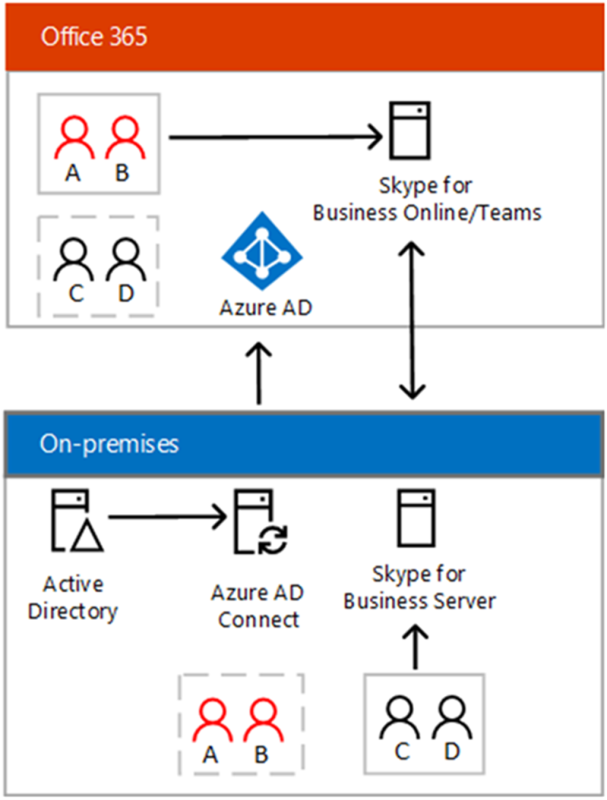 Office 365
A B
Skype for
Business Online/Teams
C D
Azure AD
On-premises
Active
Directory
Azure AD
Connect
Skype for
Business Server
A B
C D